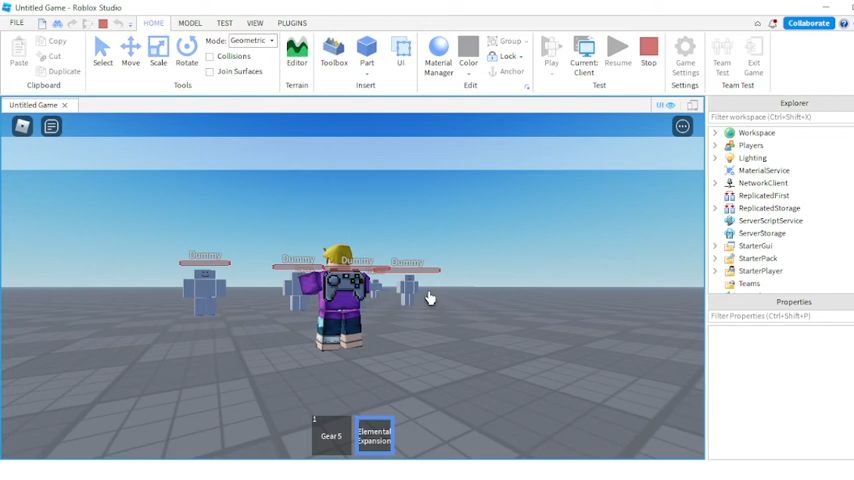 Untitled Game - Roblox Studio
FILE HOME MODEL TEST VIEW PLUGINS
Collaborate
Paste
Copy
Cut
Duplicate
Clipboard
Select Move Scale Rotate
Mode: Geometric
Collisions
Join Surfaces
Tools
Editor
Terrain
Toolbox Part UI
Insert
Material Manager
Color
Group
Lock
Anchor
Edit
Play
Current: Client
Resume Stop
Test
Game Settings
Settings
Team Test
Exit Game
Team Test
Untitled Game
UI
Dummy
Dummy
Dummy
Dummy
1
Gear 5
Elemental
Expansion
Explorer
Filter workspace (Ctrl+Shift+X)
Workspace
Players
Lighting
MaterialService
NetworkClient
ReplicatedFirst
ReplicatedStorage
ServerScriptService
ServerStorage
StarterGui
StarterPack
StarterPlayer
Teams
Properties
Filter Properties (Ctrl+Shift+P)